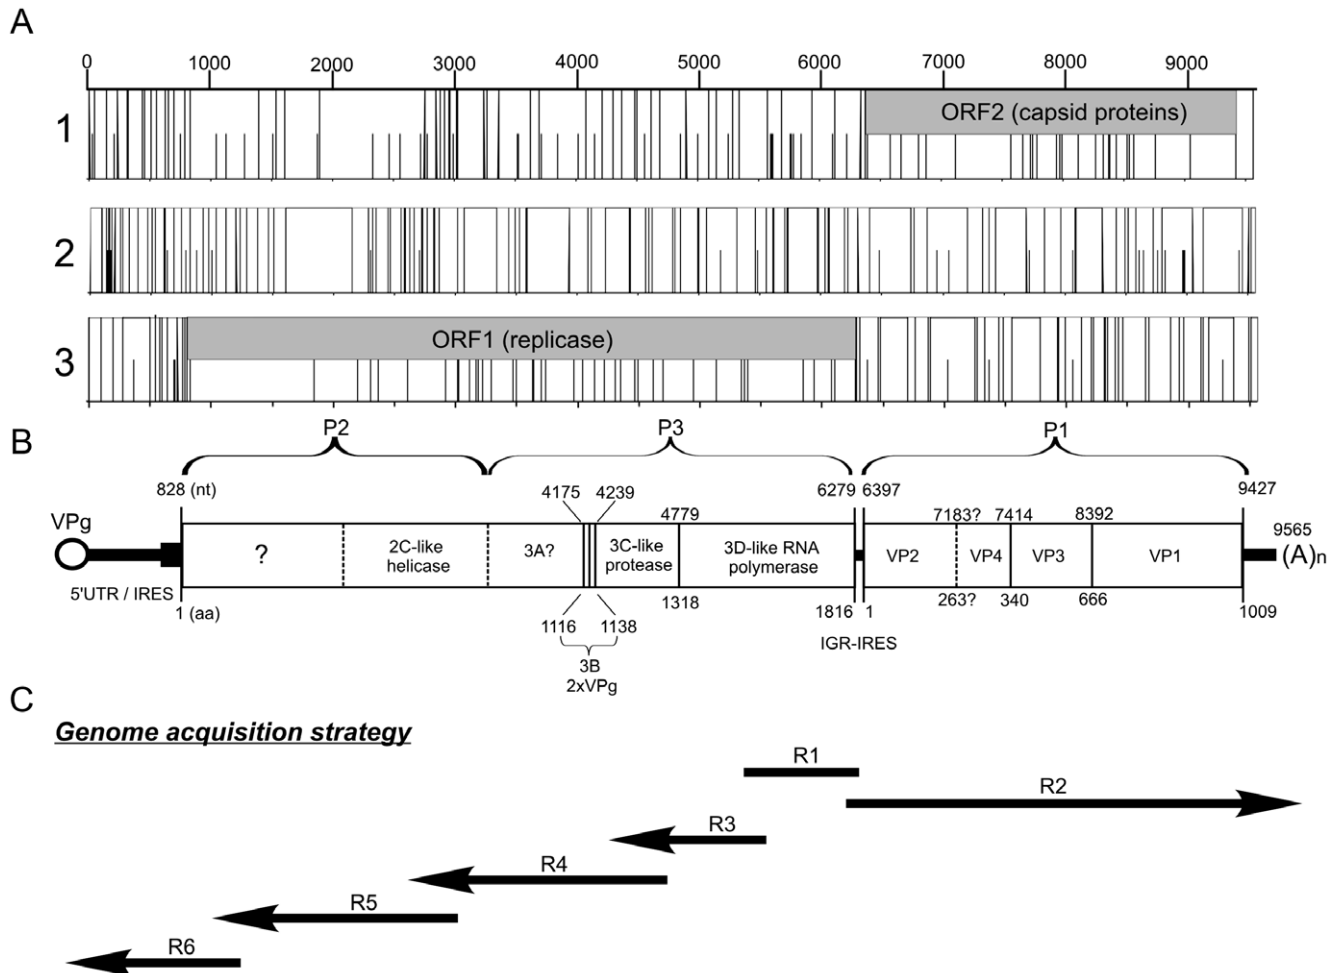 A
0 1000 2000 3000 4000 5000 6000 7000 8000 9000
1
ORF2 (capsid proteins)
2
3
ORF1 (replicase)
B
P2 P3 P1
828 (nt) 4175 4239 4779 6279 6397 7183? 7414 8392 9427
VPg
9565
? 2C-like
helicase
3A?
3C-like
protease
3D-like RNA
polymerase
VP2 VP4 VP3 VP1
(A)n
5'UTR / IRES
1 (aa) 1116 1138 1318 1816 1 263? 340 666 1009
3B
2xVPg
IGR-IRES
C
Genome acquisition strategy
R1
R2
R3
R4
R5
R6